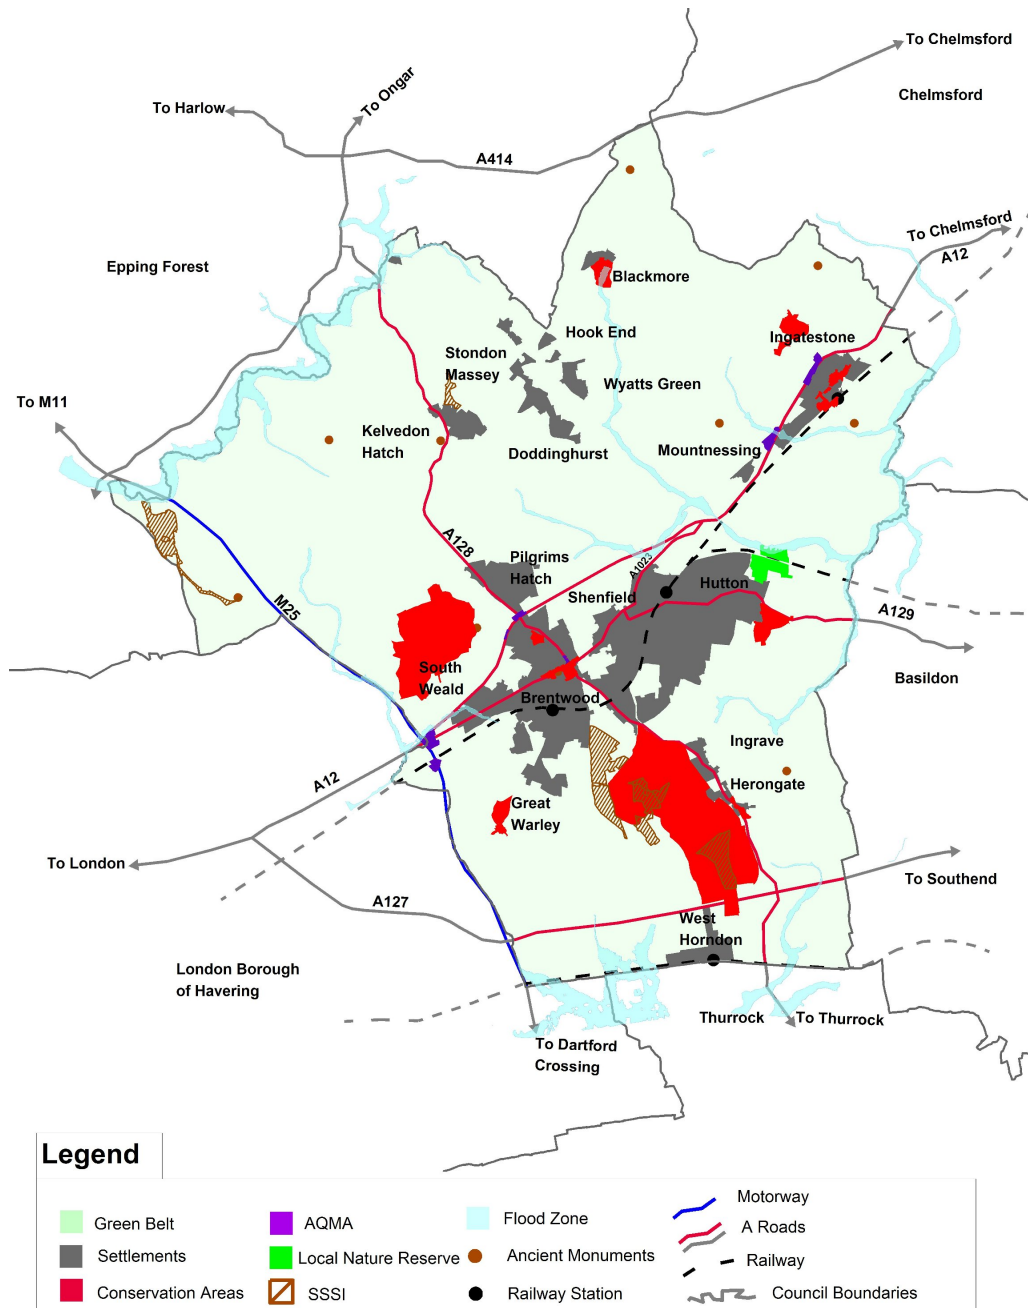 To Chelmsford
Chelmsford
To Ongar
To Harlow
A414
To Chelmsford
A12
Epping Forest
Blackmore
Hook End
Ingatestone
Stondon
Massey
Wyatts Green
To M11
Kelvedon
Hatch
Doddinghurst
Mountnessing
A128
Pilgrims
Hatch
A1023
Hutton
Shenfield
M25
A129
South
Weald
Basildon
Brentwood
Ingrave
Herongate
A12
Great
Warley
To London
To Southend
A127
West
Horndon
London Borough
of Havering
Thurrock
To Thurrock
To Dartford
Crossing
Legend
Green Belt
Settlements
Conservation Areas
AQMA
Local Nature Reserve
SSSI
Flood Zone
Ancient Monuments
Railway Station
Motorway
A Roads
Railway
Council Boundaries